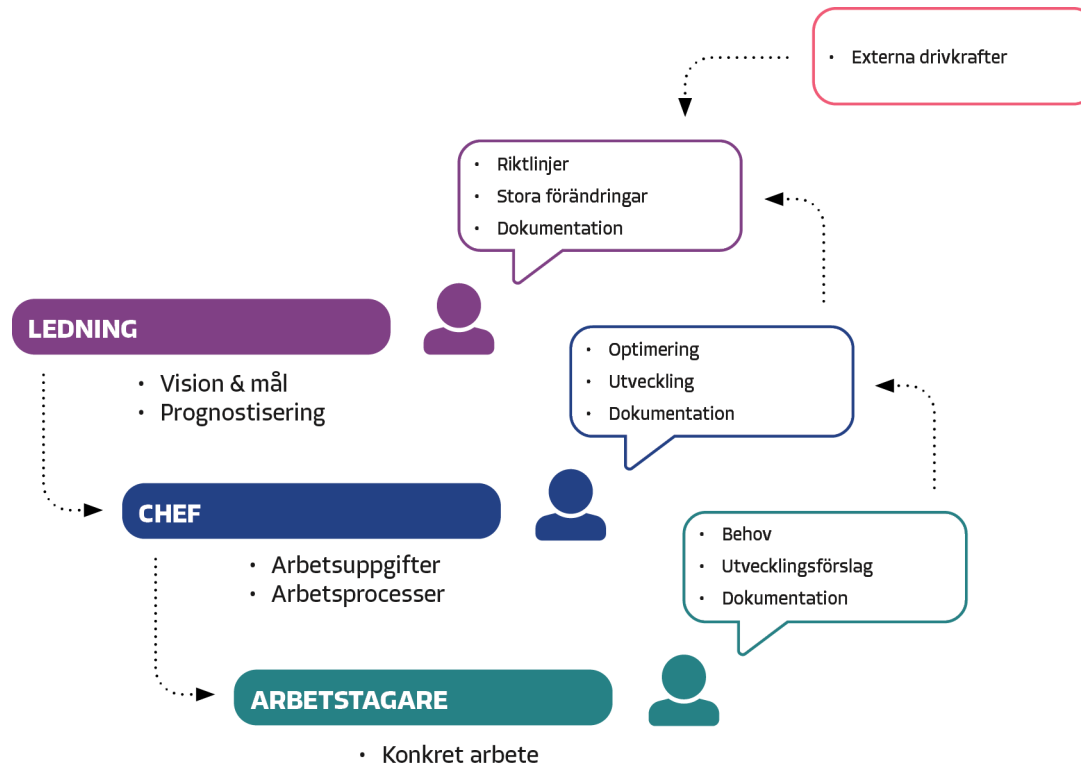 Externa drivkrafter
Riktlinjer
Stora förändringar
Dokumentation
LEDNING
Vision & mål
Prognostisering
Optimering
Utveckling
Dokumentation
CHEF
Arbetsuppgifter
Arbetsprocesser
Behov
Utvecklingsförslag
Dokumentation
ARBETSTAGARE
Konkret arbete